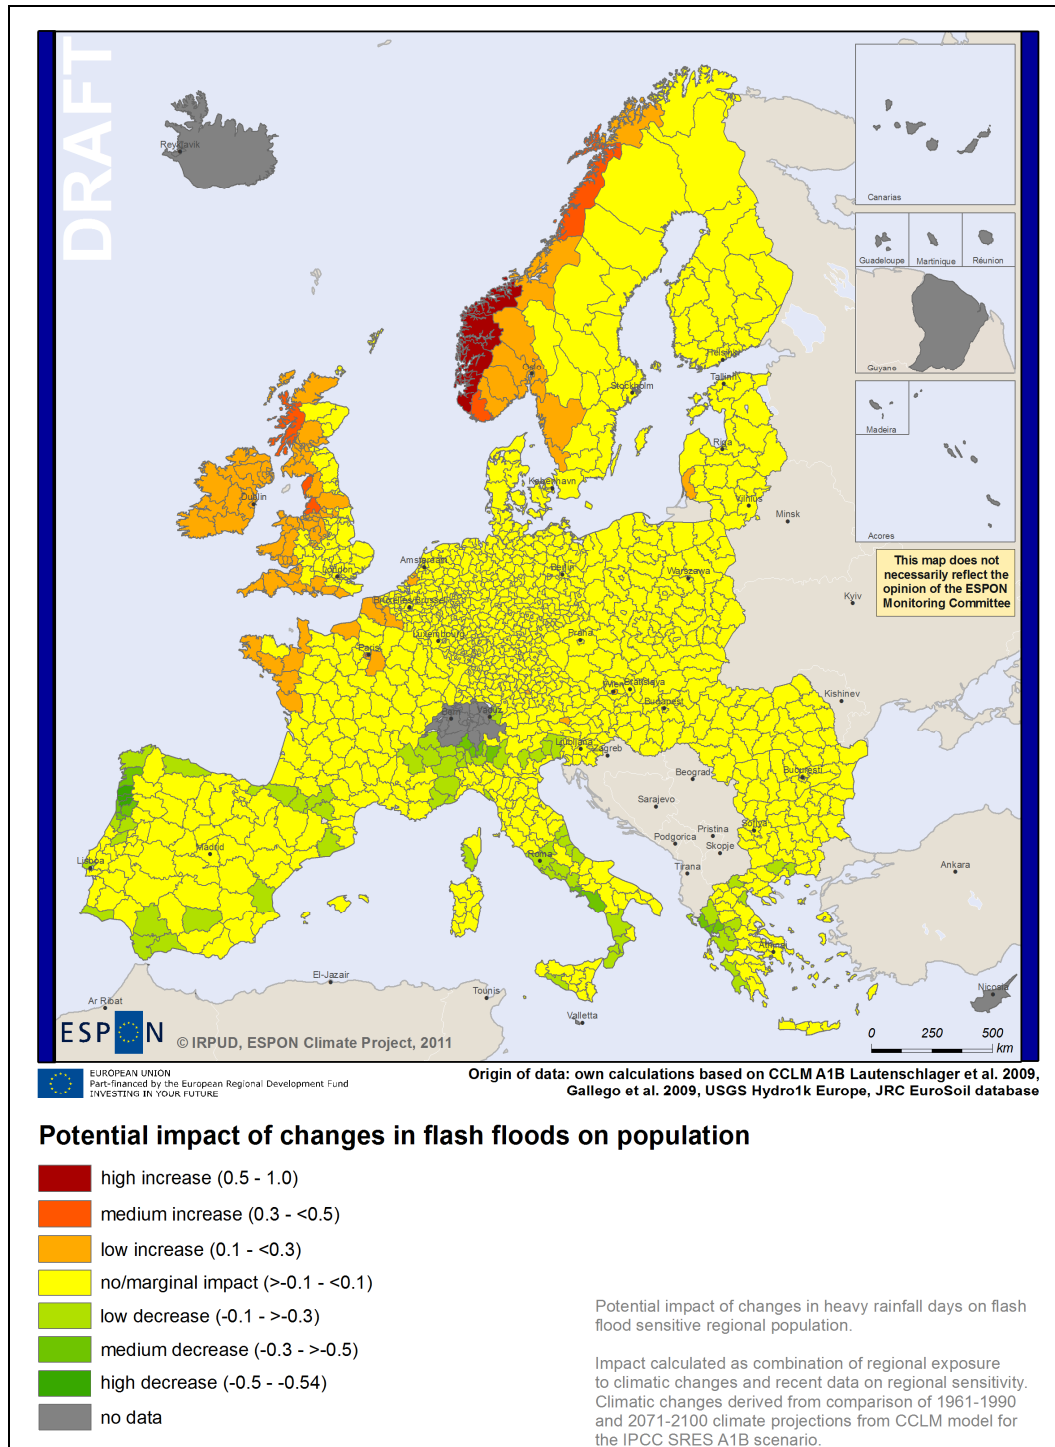 DRAFT
Reykjavik
Canarias
Guadeloupe
Martinique
Réunion
Guyane
Madeira
Acores
This map does not
necessarily reflect the
opinion of the ESPON
Monitoring Committee
Oslo
Helsinki
Stockholm
Tallinn
Riga
København
Vilnius
Minsk
Dublin
London
Amsterdam
Berlin
Warszawa
Kyiv
Bruxelles/Brussel
Luxembourg
Praha
Paris
Wien
Bratislava
Budapest
Kishinev
Bern
Vaduz
Ljubljana
Zagreb
Beograd
Bucuresti
Sarajevo
Pristina
Sofiya
Podgorica
Skopje
Tirana
Ankara
Madrid
Lisboa
Roma
Athinai
Nicosia
El-Jazair
Tounis
Ar Ribat
Valletta
ESPON
© IRPUD, ESPON Climate Project, 2011
0 250 500
km
EUROPEAN UNION
Part-financed by the European Regional Development Fund
INVESTING IN YOUR FUTURE
Origin of data: own calculations based on CCLM A1B Lautenschlager et al. 2009,
Gallego et al. 2009, USGS Hydro1k Europe, JRC EuroSoil database
Potential impact of changes in flash floods on population
high increase (0.5 - 1.0)
medium increase (0.3 - <0.5)
low increase (0.1 - <0.3)
no/marginal impact (>-0.1 - <0.1)
low decrease (-0.1 - >-0.3)
medium decrease (-0.3 - >-0.5)
high decrease (-0.5 - -0.54)
no data
Potential impact of changes in heavy rainfall days on flash
flood sensitive regional population.
Impact calculated as combination of regional exposure
to climatic changes and recent data on regional sensitivity.
Climatic changes derived from comparison of 1961-1990
and 2071-2100 climate projections from CCLM model for
the IPCC SRES A1B scenario.